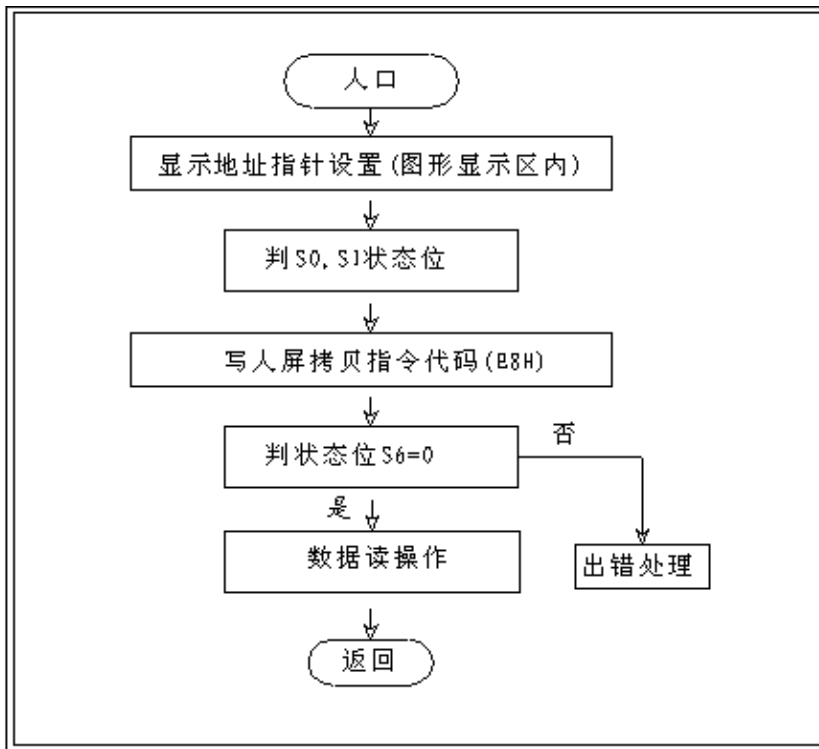 人口
显示地址指针设置(图形显示区内)
判S0,S1状态位
写人屏拷贝指令代码(E8H)
判状态位S6=0
否
是
数据读操作
出错处理
返回